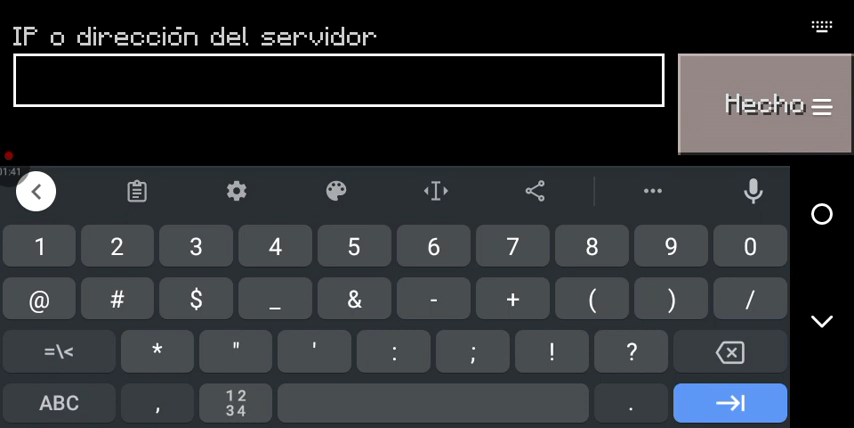 IP o dirección del servidor
Hecho
01:41
1 2 3 4 5 6 7 8 9 0
@ # $ _ & - + ( ) /
=\< * " ' : ; ! ?
ABC , 12 34 .